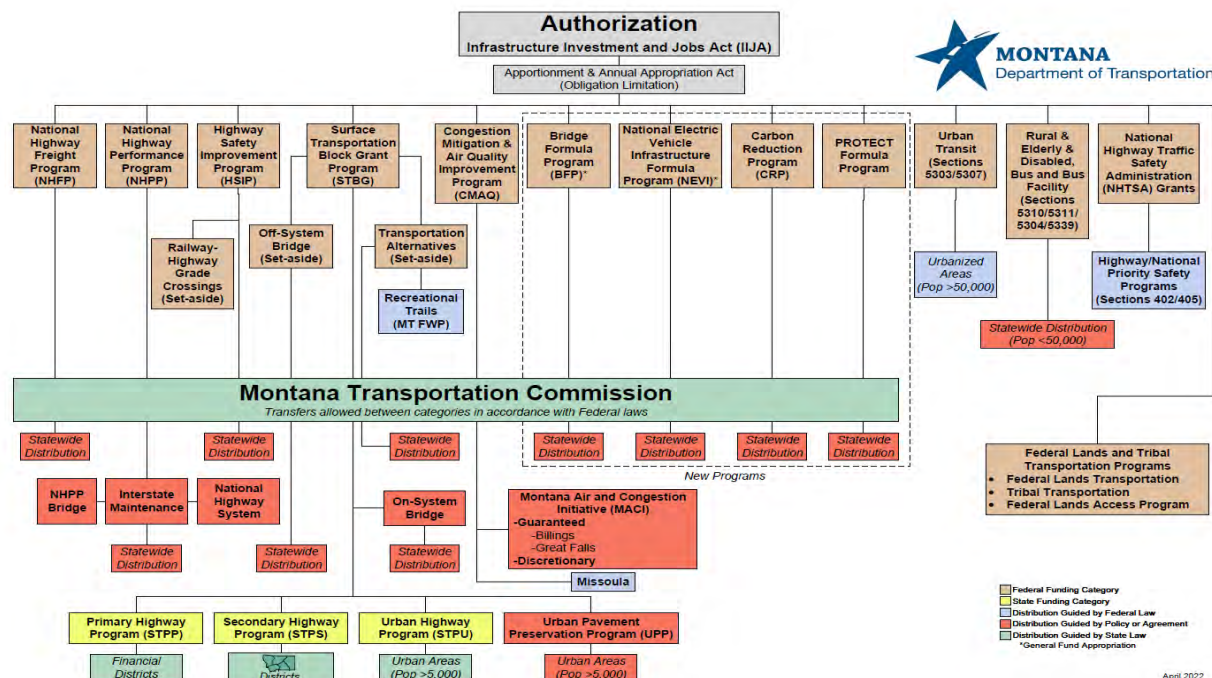 Authorization
Infrastructure Investment and Jobs Act (IIJA)
Apportionment & Annual Appropriation Act
(Obligation Limitation)
MONTANA
Department of Transportation
National
Highway
Freight
Program
(NHFP)
National
Highway
Performance
Program
(NHPP)
Highway
Safety
Improvement
Program
(HSIP)
Surface
Transportation
Block Grant
Program
(STBG)
Congestion
Mitigation &
Air Quality
Improvement
Program
(CMAQ)
Bridge
Formula
Program
(BFP)*
National Electric
Vehicle
Infrastructure
Formula
Program (NEVI)*
Carbon
Reduction
Program
(CRP)
PROTECT
Formula
Program
Urban
Transit
(Sections
5303/5307)
Rural &
Elderly &
Disabled,
Bus and Bus
Facility
(Sections
5310/5311/
5304/5339)
National
Highway Traffic
Safety
Administration
(NHTSA) Grants
Railway-
Highway
Grade
Crossings
(Set-aside)
Off-System
Bridge
(Set-aside)
Transportation
Alternatives
(Set-aside)
Recreational
Trails
(MT FWP)
Urbanized
Areas
(Pop >50,000)
Highway/National
Priority Safety
Programs
(Sections 402/405)
Statewide Distribution
(Pop <50,000)
Montana Transportation Commission
Transfers allowed between categories in accordance with Federal laws
Statewide
Distribution
Statewide
Distribution
Statewide
Distribution
Statewide
Distribution
Statewide
Distribution
Statewide
Distribution
Statewide
Distribution
New Programs
Federal Lands and Tribal
Transportation Programs
• Federal Lands Transportation
• Tribal Transportation
• Federal Lands Access Program
NHPP
Bridge
Interstate
Maintenance
National
Highway
System
On-System
Bridge
Montana Air and Congestion
Initiative (MACI)
-Guaranteed
-Billings
-Great Falls
-Discretionary
Statewide
Distribution
Statewide
Distribution
Statewide
Distribution
Missoula
Primary Highway
Program (STPP)
Secondary Highway
Program (STPS)
Urban Highway
Program (STPU)
Urban Pavement
Preservation Program (UPP)
Financial
Districts
Districts
Urban Areas
(Pop >5,000)
Urban Areas
(Pop >5,000)
Federal Funding Category
State Funding Category
Distribution Guided by Federal Law
Distribution Guided by Policy or Agreement
Distribution Guided by State Law
*General Fund Appropriation
April 2022